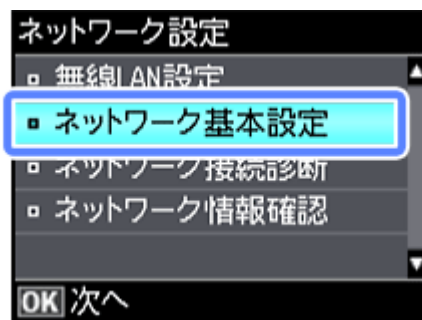 ネットワーク設定
無線LAN設定
ネットワーク基本設定
ネットワーク接続診断
ネットワーク情報確認
OK 次へ